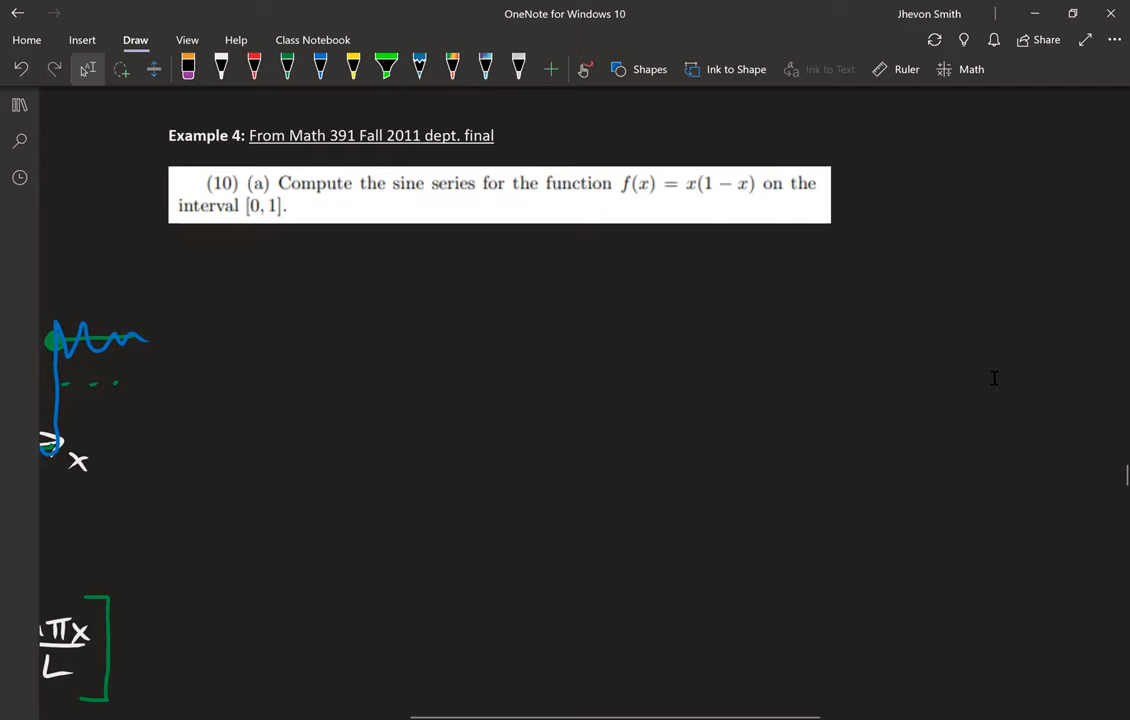 OneNote for Windows 10
Jhevon Smith
Home Insert Draw View Help Class Notebook
Share
Shapes Ink to Shape Ink to Text Ruler Math
Example 4: From Math 391 Fall 2011 dept. final
(10) (a) Compute the sine series for the function f(x) = x(1 − x) on the
interval [0, 1].
x
πx
L